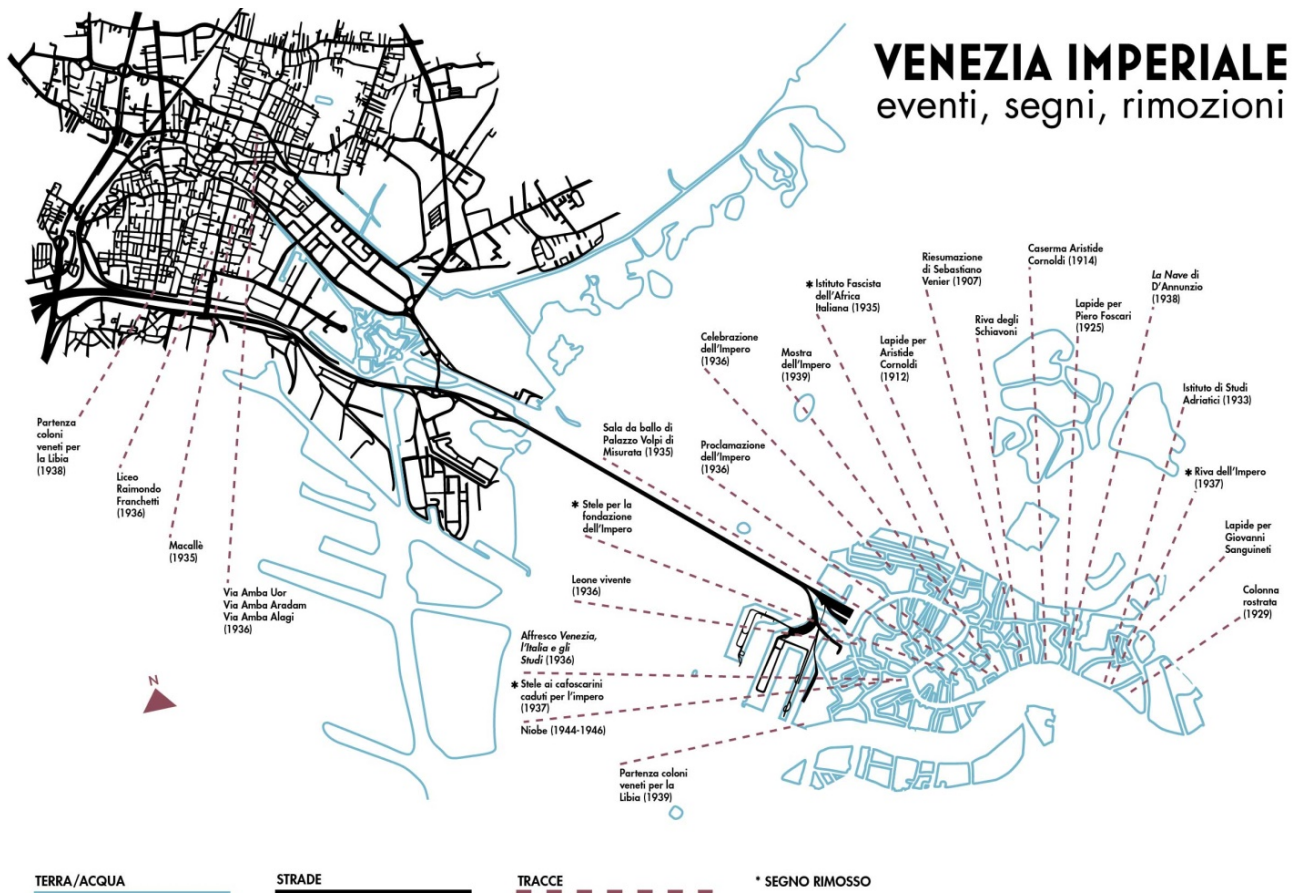 VENEZIA IMPERIALE
eventi, segni, rimozioni
Caserma Aristide
Cornoldi (1914)
Riesumazione
di Sebastiano
Venier (1907)
La Nave di
D'Annunzio
(1938)
* Istituto Fascista
dell'Africa
Italiana (1935)
Lapide per
Piero Foscari
(1925)
Riva degli
Schiavoni
Celebrazione
dell'Impero
(1936)
Mostra
dell'Impero
(1939)
Lapide per
Aristide
Cornoldi
(1912)
Istituto di Studi
Adriatici (1933)
Partenza
coloni
veneti per
la Libia
(1938)
Sala da ballo di
Palazzo Volpi di
Misurata (1935)
Proclamazione
dell'Impero
(1936)
* Riva dell'Impero
(1937)
Liceo
Raimondo
Franchetti
(1936)
* Stele per la
fondazione
dell'Impero
Lapide per
Giovanni
Sanguineti
Macallè
(1935)
Leone vivente
(1936)
Colonna
rostrata
(1929)
Via Amba Uor
Via Amba Aradam
Via Amba Alagi
(1936)
Affresco Venezia,
l'Italia e gli
Studi (1936)
* Stele ai cafoscarini
caduti per l'impero
(1937)
Niobe (1944-1946)
N
Partenza coloni
veneti per la
Libia (1939)
TERRA/ACQUA
STRADE
TRACCE
* SEGNO RIMOSSO